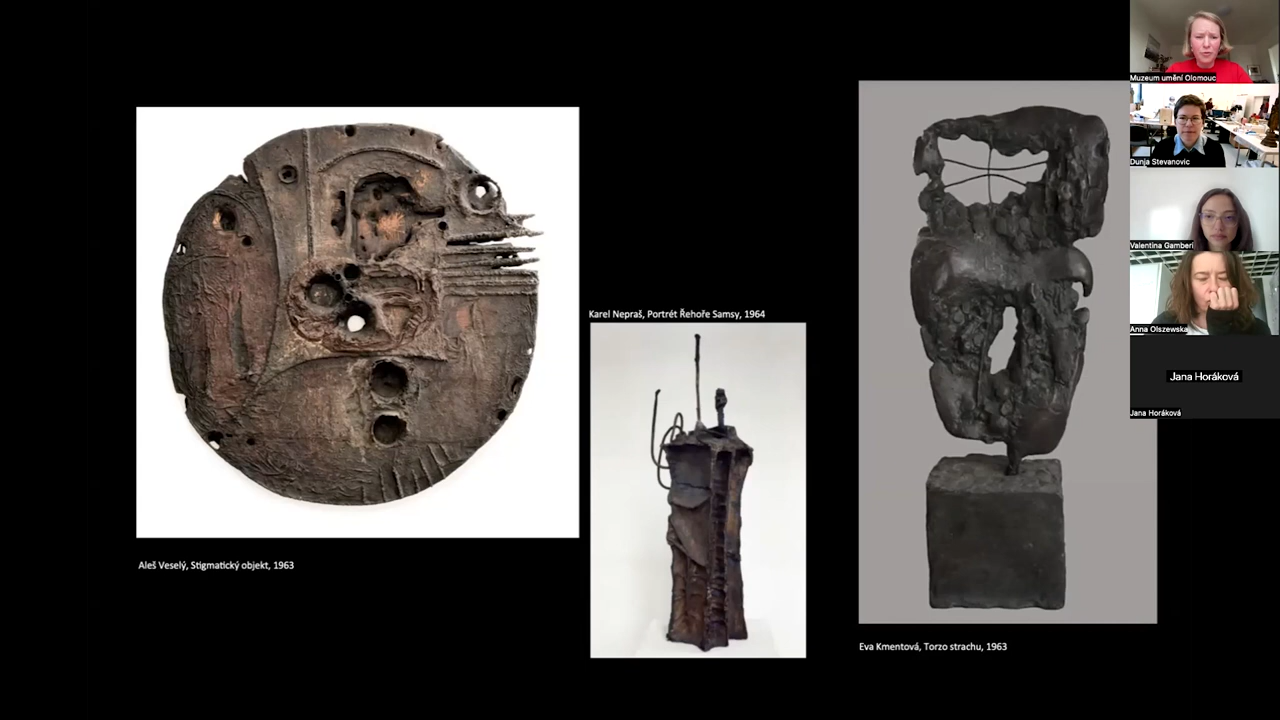 Muzeum umění Olomouc
Dunja Stevanovic
Valentina Gamberi
Karel Nepraš, Portrét Řehoře Samsy, 1964
Anna Olszewska
Jana Horáková
Jana Horáková
Aleš Veselý, Stigmatický objekt, 1963
Eva Kmentová, Torzo strachu, 1963